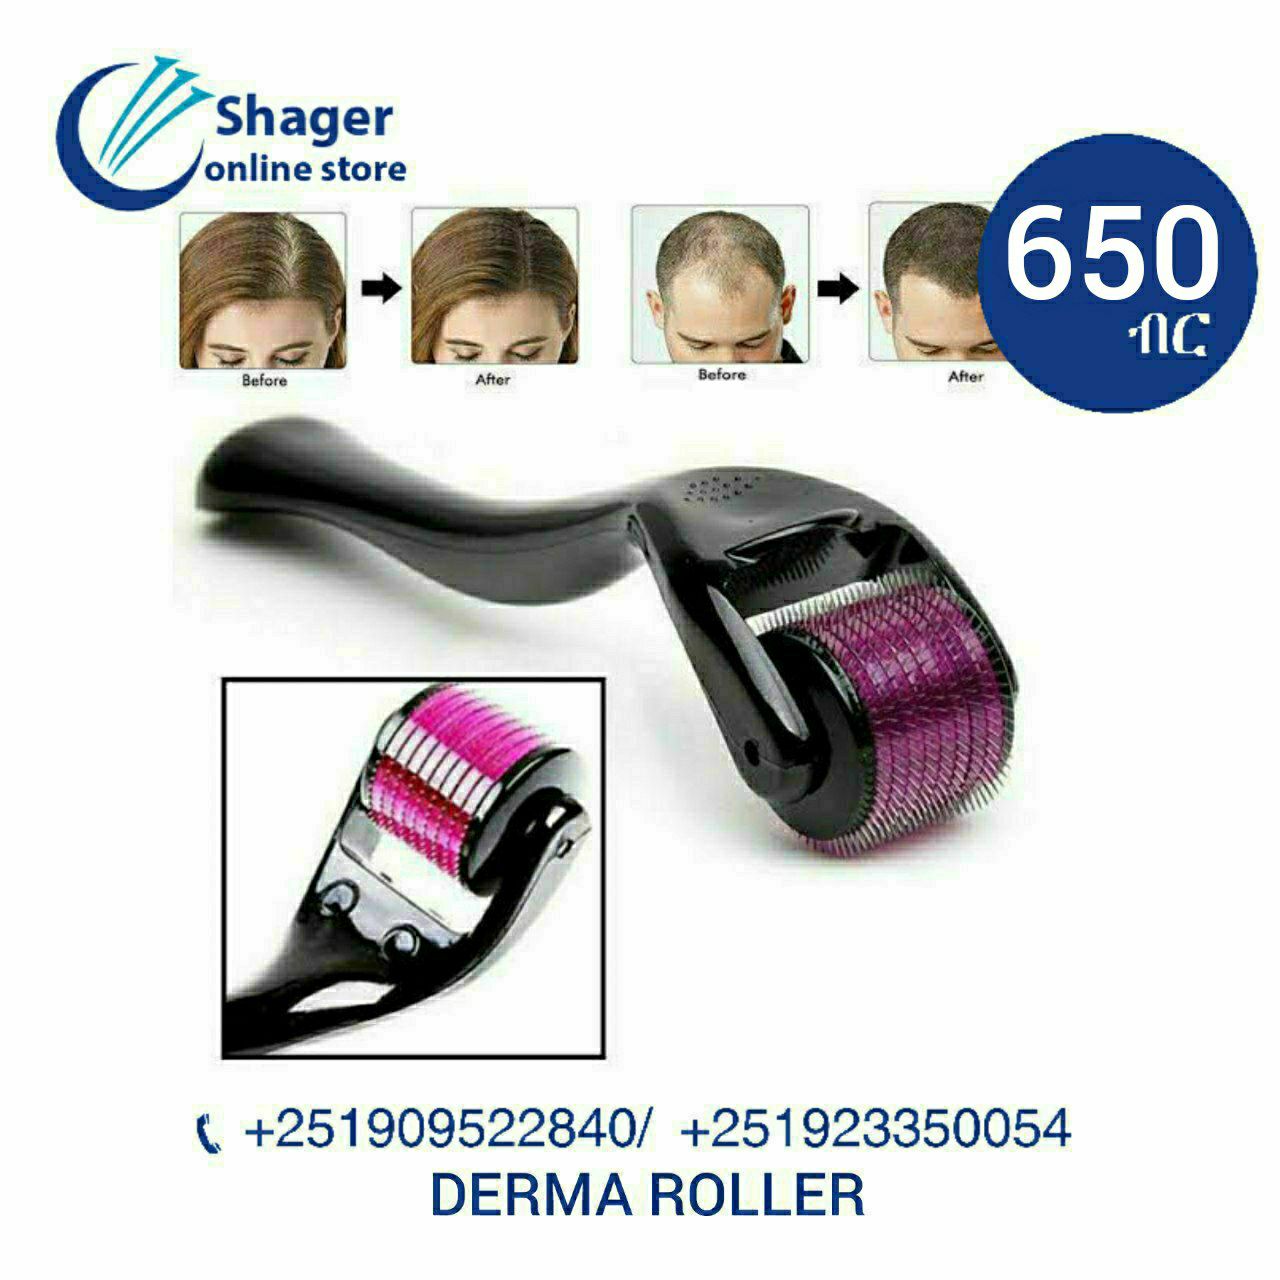 Shager
online store
650
ብር
Before
After
Before
After
+251909522840/ +251923350054
DERMA ROLLER